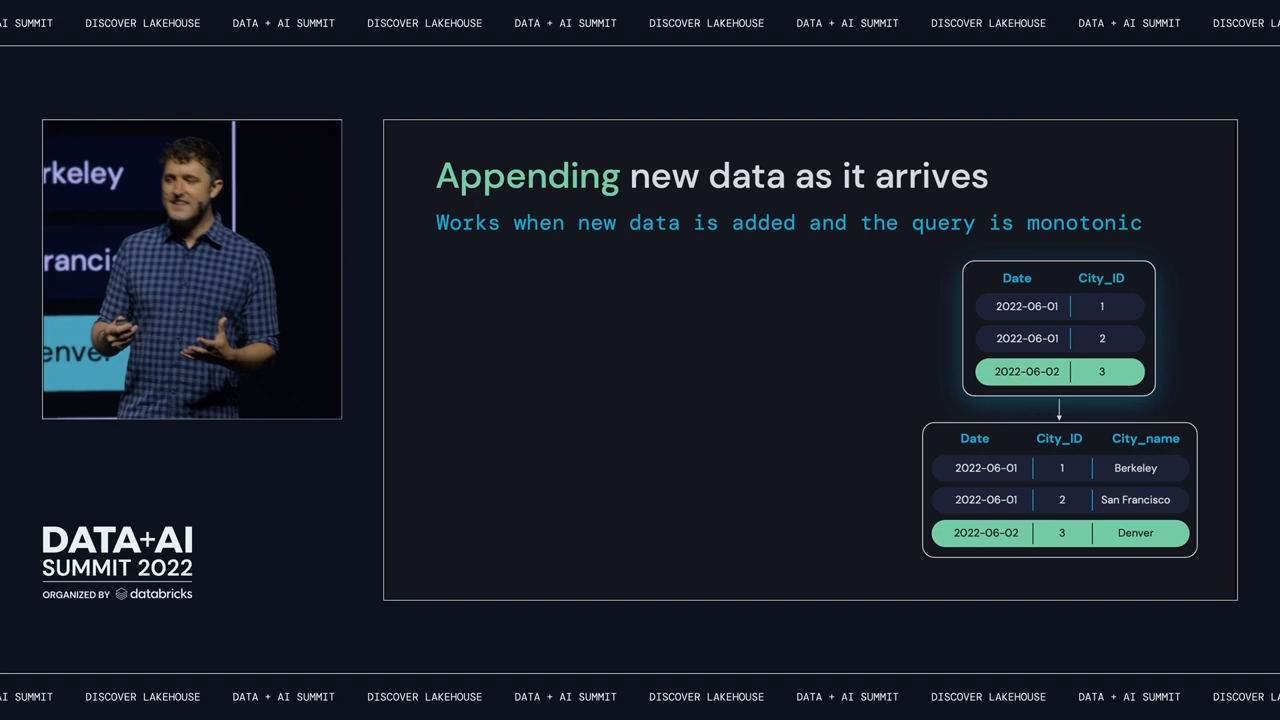 AI SUMMIT DISCOVER LAKEHOUSE DATA + AI SUMMIT DISCOVER LAKEHOUSE DATA + AI SUMMIT DISCOVER LAKEHOUSE DATA + AI SUMMIT DISCOVER LAKEHOUSE DATA + AI SUMMIT DISCOVER LA
rkeley
ranci
enver
Appending new data as it arrives
Works when new data is added and the query is monotonic
Date City_ID
2022-06-01 1
2022-06-01 2
2022-06-02 3
Date City_ID City_name
2022-06-01 1 Berkeley
2022-06-01 2 San Francisco
2022-06-02 3 Denver
DATA+AI
SUMMIT 2022
ORGANIZED BY databricks
AI SUMMIT DISCOVER LAKEHOUSE DATA + AI SUMMIT DISCOVER LAKEHOUSE DATA + AI SUMMIT DISCOVER LAKEHOUSE DATA + AI SUMMIT DISCOVER LAKEHOUSE DATA + AI SUMMIT DISCOVER LA